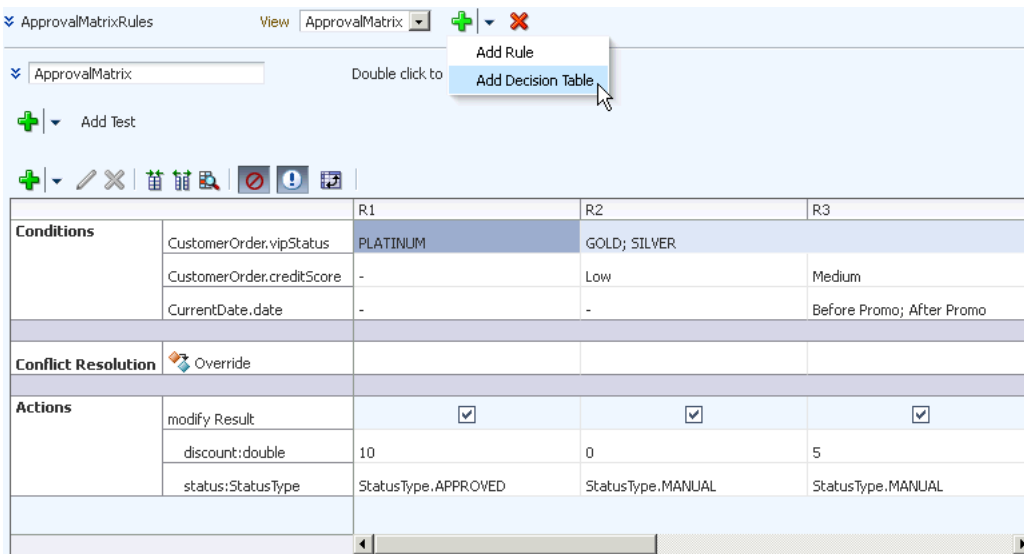 ApprovalMatrixRules View ApprovalMatrix
Add Rule
ApprovalMatrix Double click to Add Decision Table
Add Test
R1 R2 R3
Conditions CustomerOrder.vipStatus PLATINUM GOLD; SILVER
CustomerOrder.creditScore - Low Medium
CurrentDate.date - - Before Promo; After Promo
Conflict Resolution Override
Actions modify Result
discount:double 10 0 5
status:StatusType StatusType.APPROVED StatusType.MANUAL StatusType.MANUAL